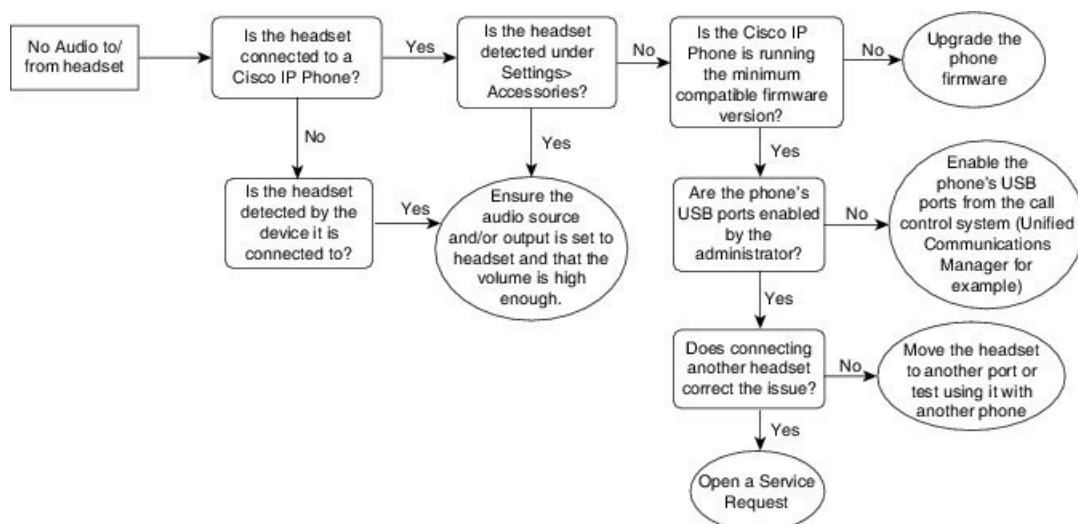 No Audio to/
from headset
Is the headset
connected to a
Cisco IP Phone?
Yes
Is the headset
detected under
Settings>
Accessories?
No
Is the Cisco IP
Phone is running
the minimum
compatible firmware
version?
No
Upgrade the
phone
firmware
No
Yes
Yes
Is the headset
detected by the
device it is
connected to?
Yes
Ensure the
audio source
and/or output is set to
headset and that the
volume is high
enough.
Are the phone's
USB ports enabled
by the
administrator?
No
Enable the
phone's USB
ports from the call
control system (Unified
Communications
Manager for
example)
Yes
Does connecting
another headset
correct the issue?
No
Move the headset
to another port or
test using it with
another phone
Yes
Open a Service
Request